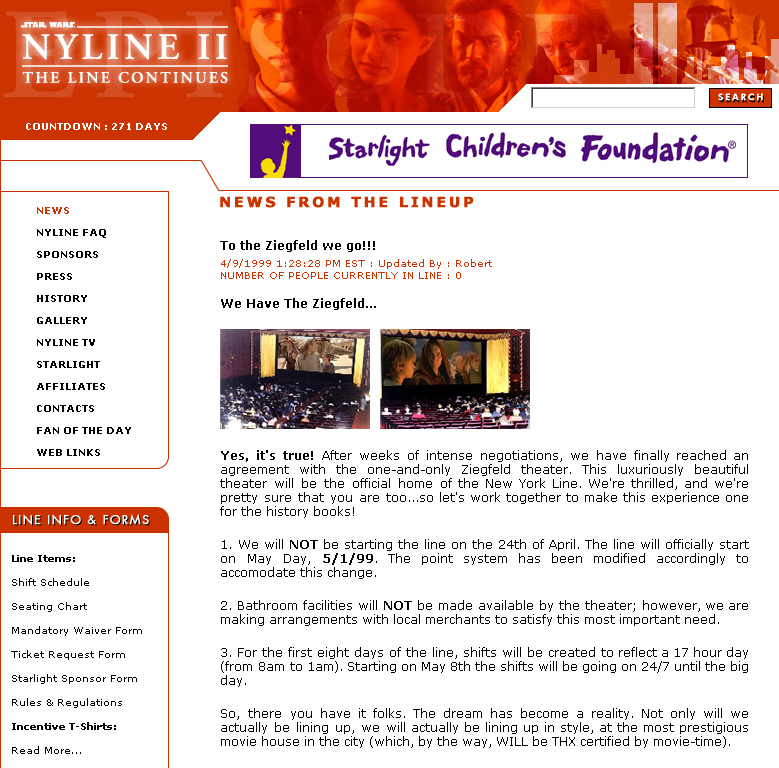 STAR WARS
NYLINE II
THE LINE CONTINUES
SEARCH
COUNTDOWN : 271 DAYS
Starlight Children's Foundation®
NEWS
NYLINE FAQ
SPONSORS
PRESS
HISTORY
GALLERY
NYLINE TV
STARLIGHT
AFFILIATES
CONTACTS
FAN OF THE DAY
WEB LINKS
LINE INFO & FORMS
Line Items:
Shift Schedule
Seating Chart
Mandatory Waiver Form
Ticket Request Form
Starlight Sponsor Form
Rules & Regulations
Incentive T-Shirts:
Read More...
NEWS FROM THE LINEUP
To the Ziegfeld we go!!!
4/9/1999 1:28:28 PM EST : Updated By : Robert
NUMBER OF PEOPLE CURRENTLY IN LINE : 0
We Have The Ziegfeld...
Yes, it's true! After weeks of intense negotiations, we have finally reached an
agreement with the one-and-only Ziegfeld theater. This luxuriously beautiful
theater will be the official home of the New York Line. We're thrilled, and we're
pretty sure that you are too...so let's work together to make this experience one
for the history books!
1. We will NOT be starting the line on the 24th of April. The line will officially start
on May Day, 5/1/99. The point system has been modified accordingly to
accomodate this change.
2. Bathroom facilities will NOT be made available by the theater; however, we are
making arrangements with local merchants to satisfy this most important need.
3. For the first eight days of the line, shifts will be created to reflect a 17 hour day
(from 8am to 1am). Starting on May 8th the shifts will be going on 24/7 until the big
day.
So, there you have it folks. The dream has become a reality. Not only will we
actually be lining up, we will actually be lining up in style, at the most prestigious
movie house in the city (which, by the way, WILL be THX certified by movie-time).